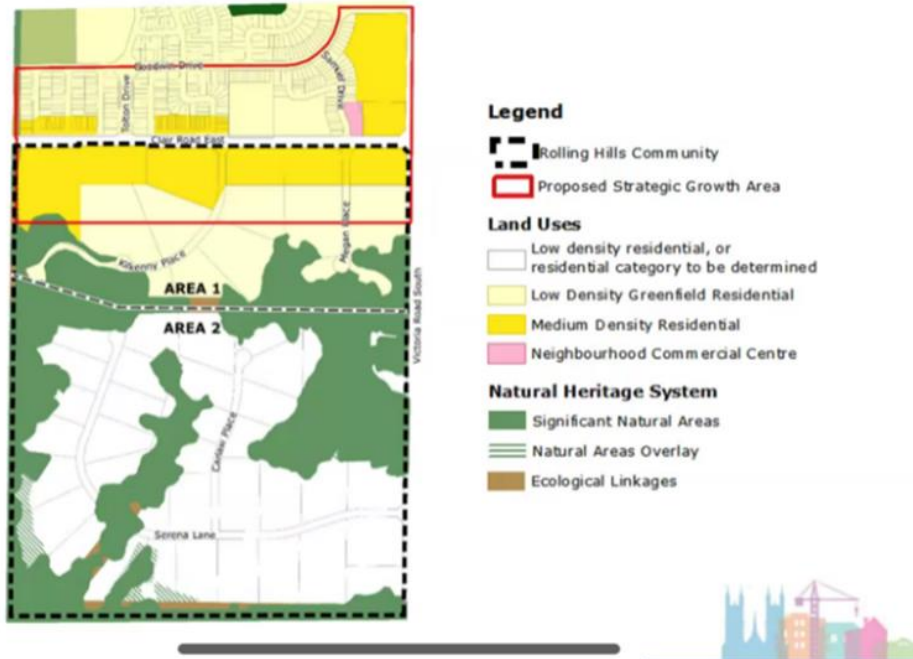 Goodwin Drive
Samuel Drive
Tolton Drive
Clair Road East
Megan Place
Kilkenny Place
AREA 1
AREA 2
Victoria Road South
Carlaw Place
Serena Lane
Legend
Rolling Hills Community
Proposed Strategic Growth Area
Land Uses
Low density residential, or
residential category to be determined
Low Density Greenfield Residential
Medium Density Residential
Neighbourhood Commercial Centre
Natural Heritage System
Significant Natural Areas
Natural Areas Overlay
Ecological Linkages